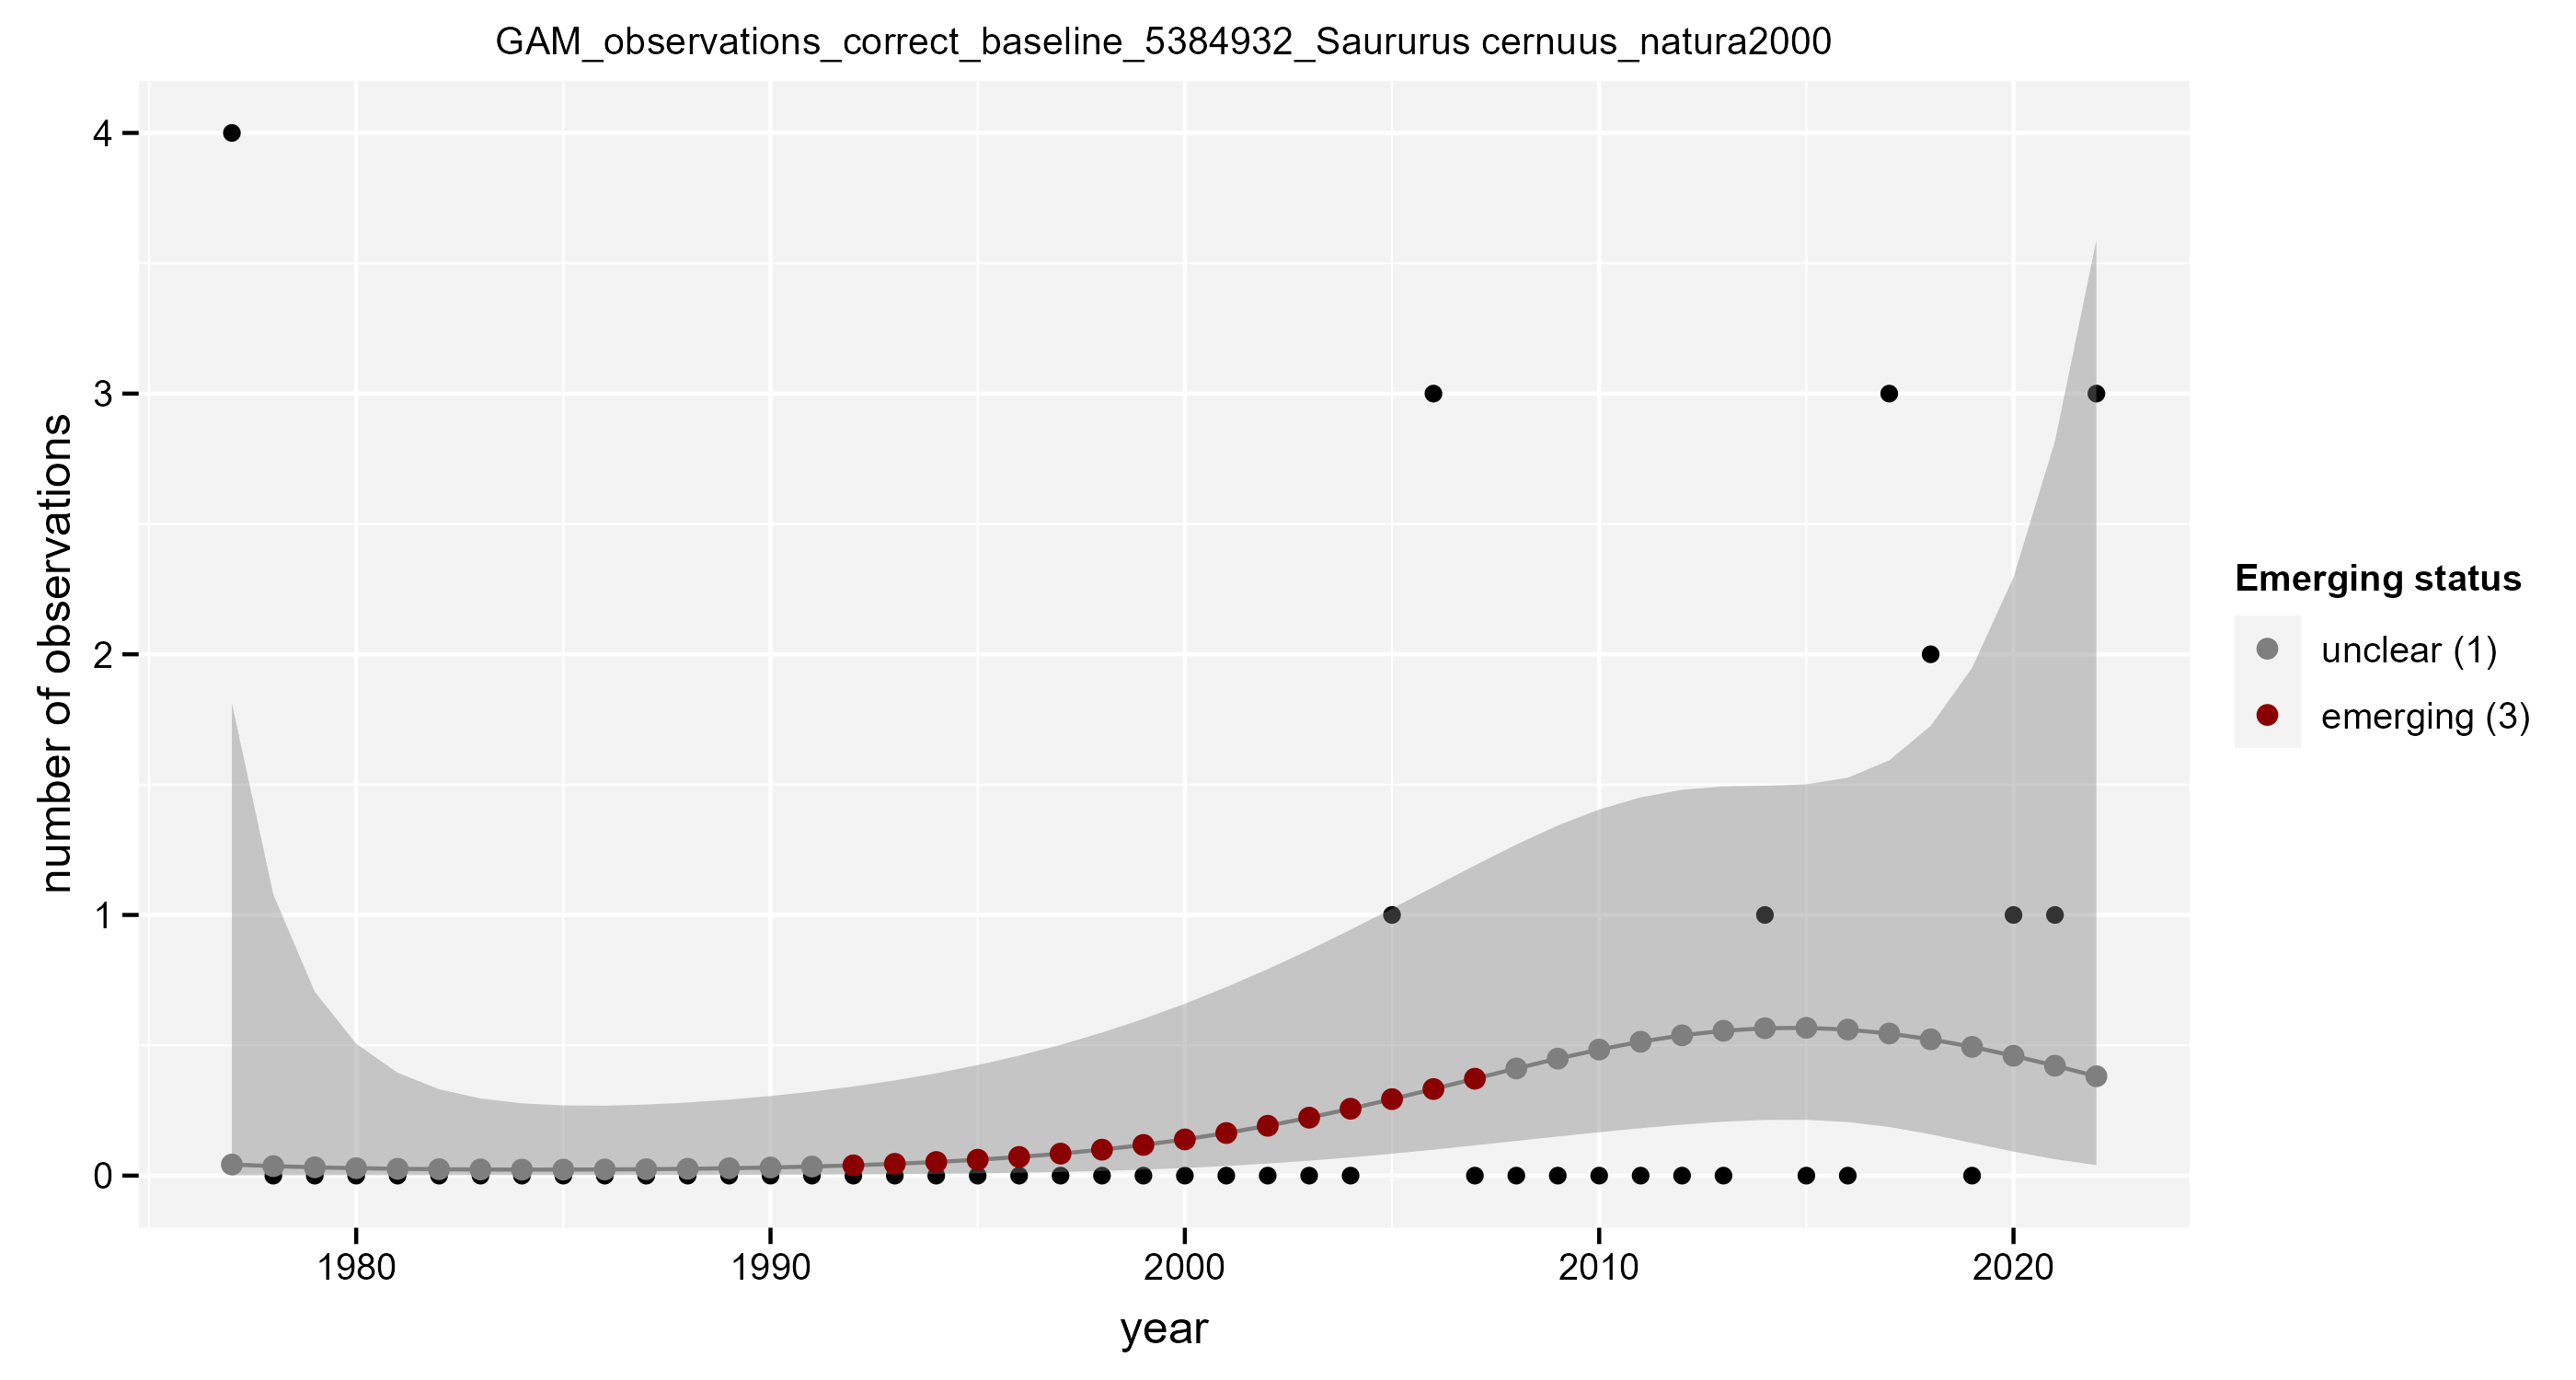 GAM_observations_correct_baseline_5384932_Saururus cernuus_natura2000
4
3
2
1
0
number of observations
1980
1990
2000
2010
2020
year
Emerging status
unclear (1)
emerging (3)